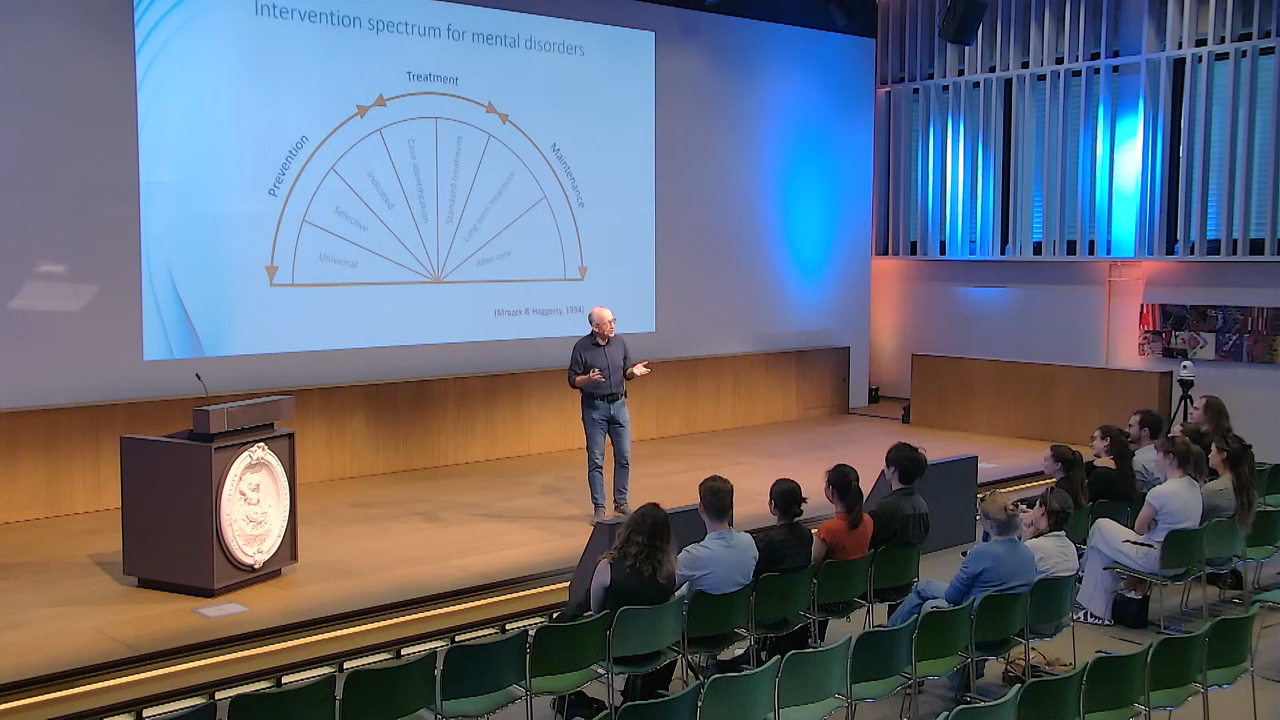 Intervention spectrum for mental disorders
Treatment
Prevention
Maintenance
Universal
Selective
Indicated
Case identification
Standard treatment
Long term treatment
After-care
(Mrazek & Haggerty, 1994)